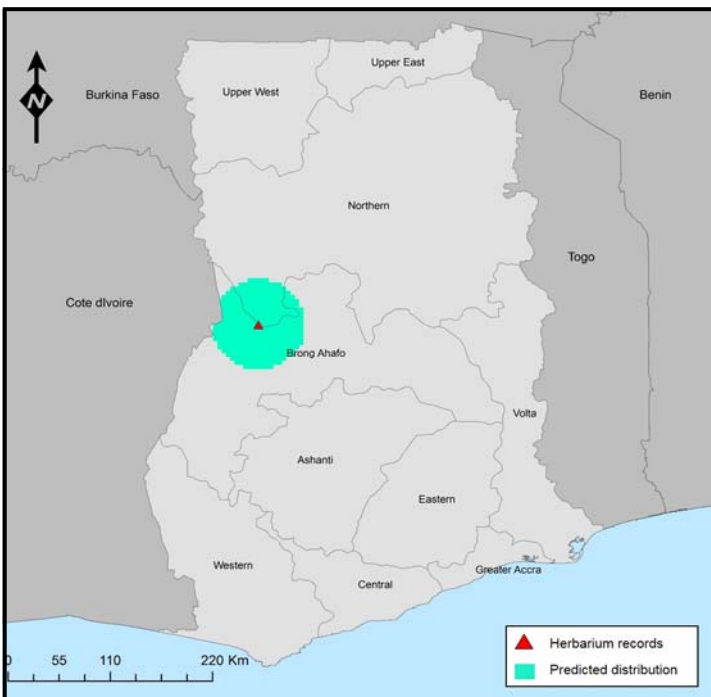 Upper East
Burkina Faso
Upper West
Benin
N
Northern
Togo
Cote dIvoire
Brong Ahafo
Volta
Ashanti
Eastern
Western
Central
Greater Accra
Herbarium records
Predicted distribution
0 55 110 220 Km